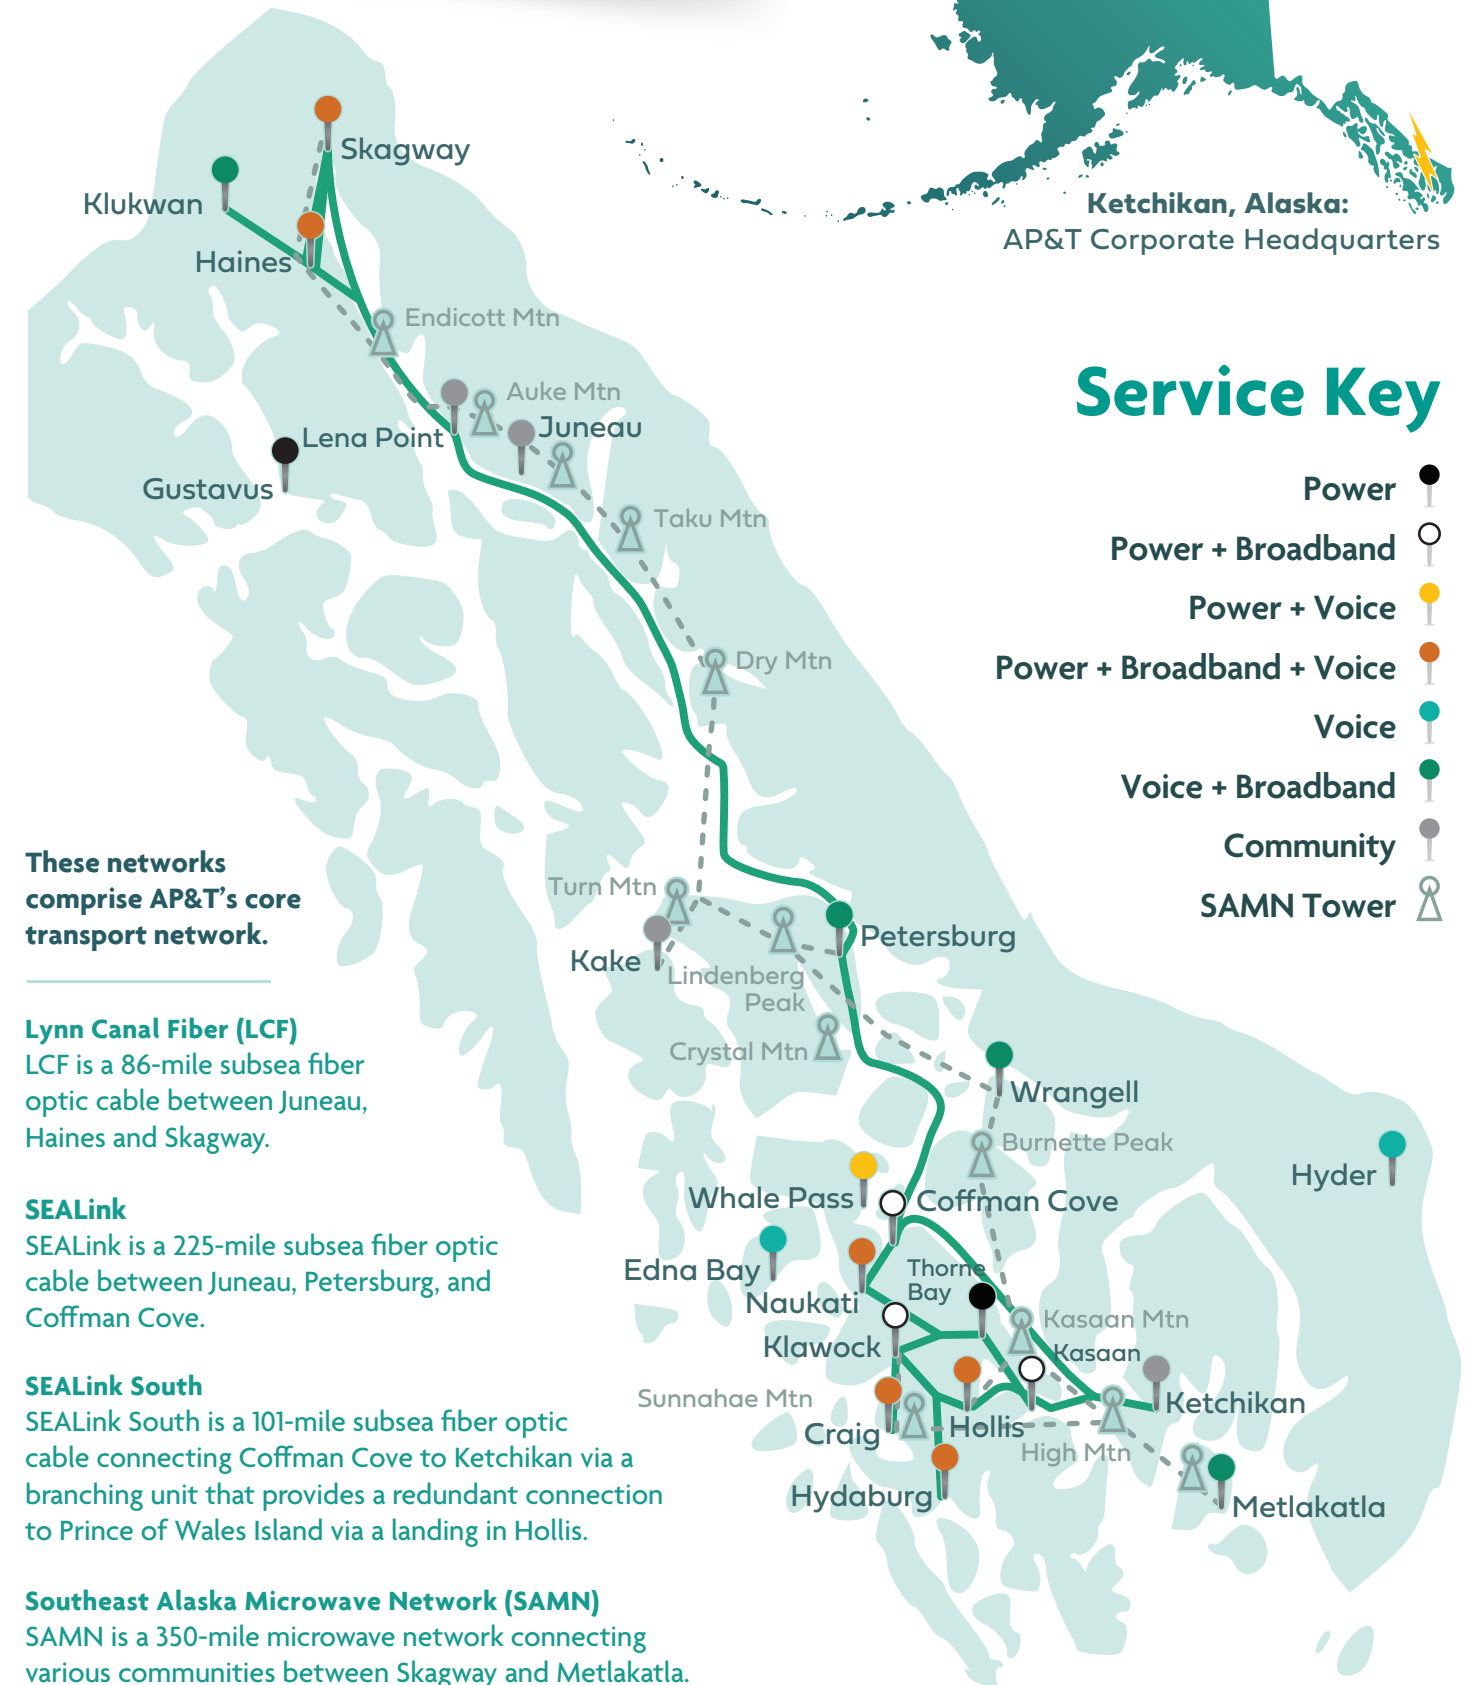 Skagway
Klukwan
Haines
Endicott Mtn
Auke Mtn
Juneau
Lena Point
Gustavus
Taku Mtn
Dry Mtn
Turn Mtn
Kake
Lindenberg
Peak
Petersburg
Crystal Mtn
Wrangell
Burnette Peak
Hyder
Whale Pass
Coffman Cove
Edna Bay
Thorne
Bay
Naukati
Kasaan Mtn
Klawock
Kasaan
Sunnahae Mtn
Ketchikan
Craig
Hollis
High Mtn
Hydaburg
Metlakatla
Ketchikan, Alaska:
AP&T Corporate Headquarters
Service Key
Power
Power + Broadband
Power + Voice
Power + Broadband + Voice
Voice
Voice + Broadband
Community
SAMN Tower
These networks
comprise AP&T’s core
transport network.
Lynn Canal Fiber (LCF)
LCF is a 86-mile subsea fiber
optic cable between Juneau,
Haines and Skagway.
SEALink
SEALink is a 225-mile subsea fiber optic
cable between Juneau, Petersburg, and
Coffman Cove.
SEALink South
SEALink South is a 101-mile subsea fiber optic
cable connecting Coffman Cove to Ketchikan via a
branching unit that provides a redundant connection
to Prince of Wales Island via a landing in Hollis.
Southeast Alaska Microwave Network (SAMN)
SAMN is a 350-mile microwave network connecting
various communities between Skagway and Metlakatla.